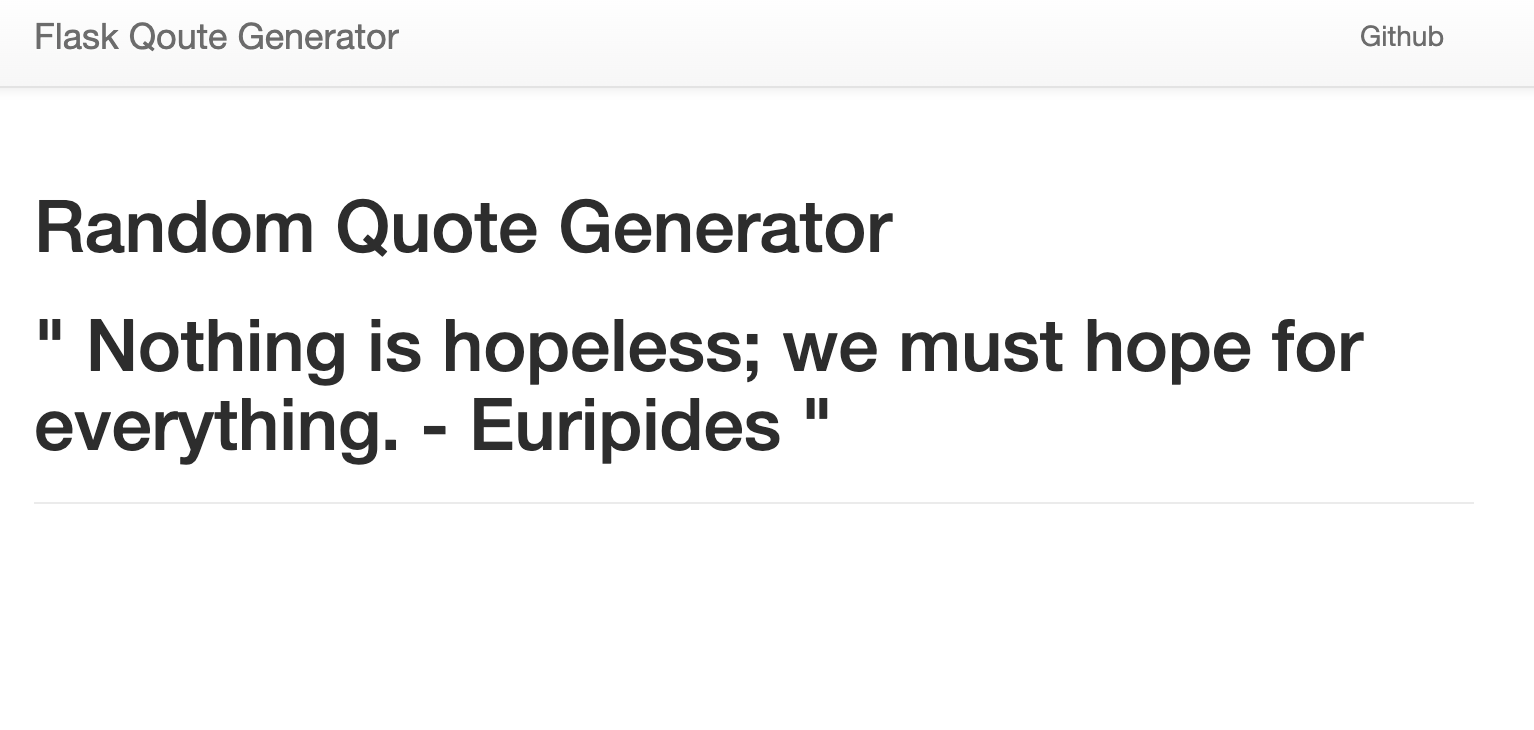 Flask Qoute Generator
Github
Random Quote Generator
" Nothing is hopeless; we must hope for
everything. - Euripides "